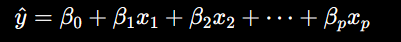 ŷ = β₀ + β₁x₁ + β₂x₂ + ⋯ + βₚxₚ